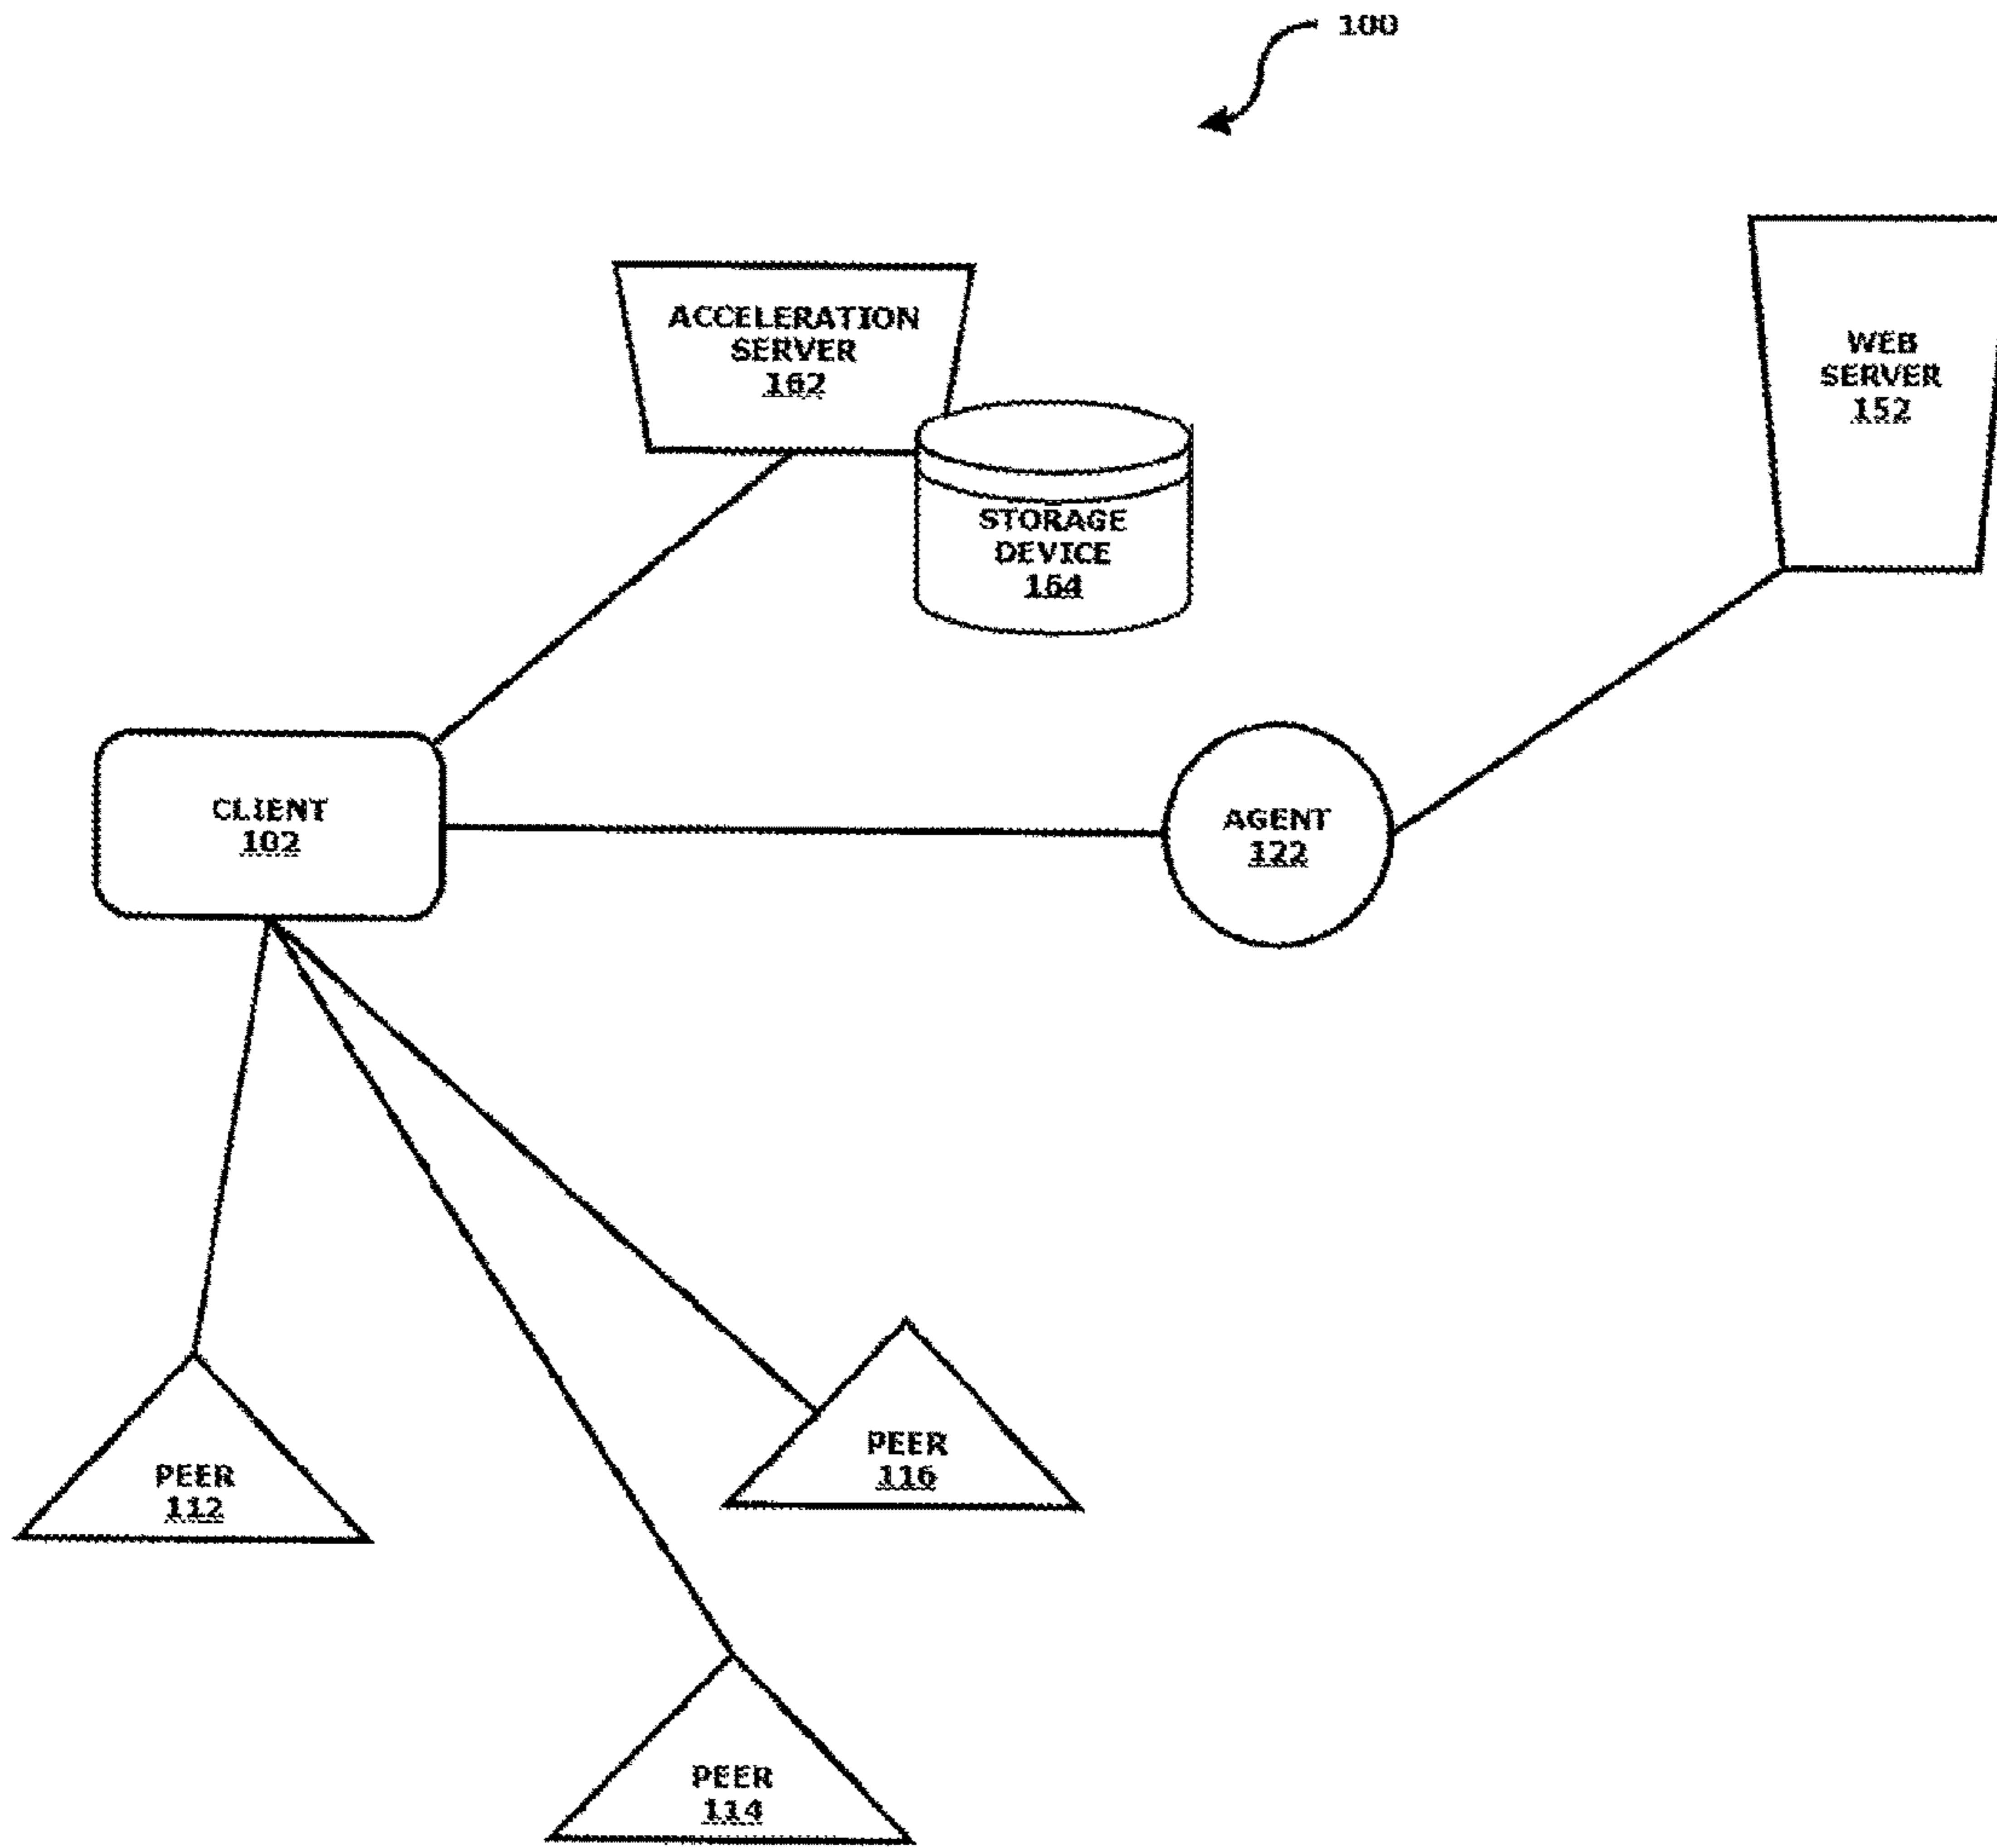 100
ACCELERATION
SERVER
162
WEB
SERVER
152
STORAGE
DEVICE
164
CLIENT
102
AGENT
122
PEER
116
PEER
112
PEER
114